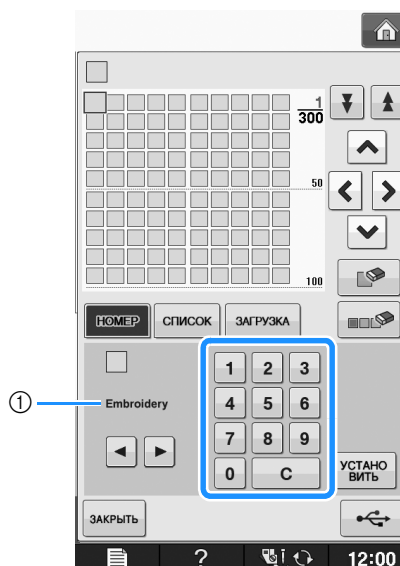 1
300
50
100
НОМЕР СПИСОК ЗАГРУЗКА
1 2 3
① Embroidery 4 5 6
7 8 9
0 C
УСТАНО
ВИТЬ
ЗАКРЫТЬ
? 12:00